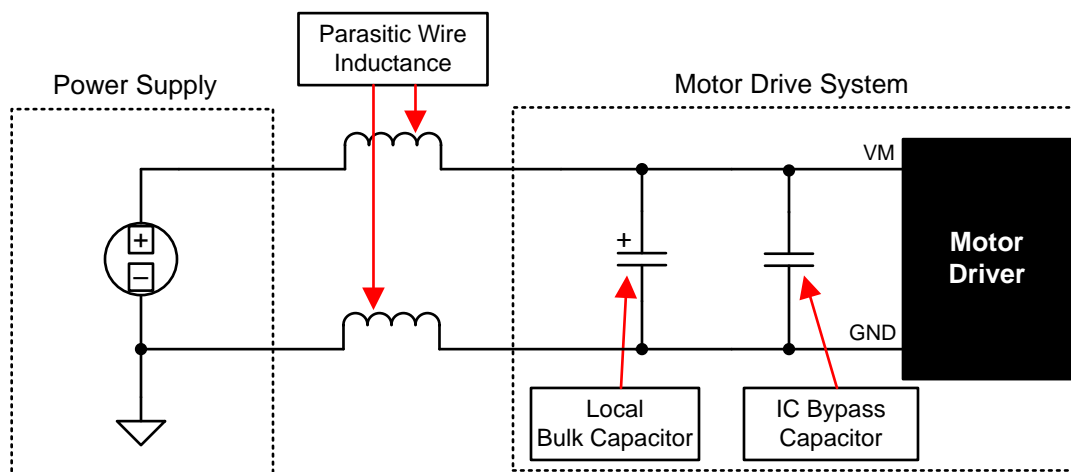 Parasitic Wire
Inductance
Power Supply
Motor Drive System
VM
+
−
+
Motor
Driver
GND
Local
Bulk Capacitor
IC Bypass
Capacitor